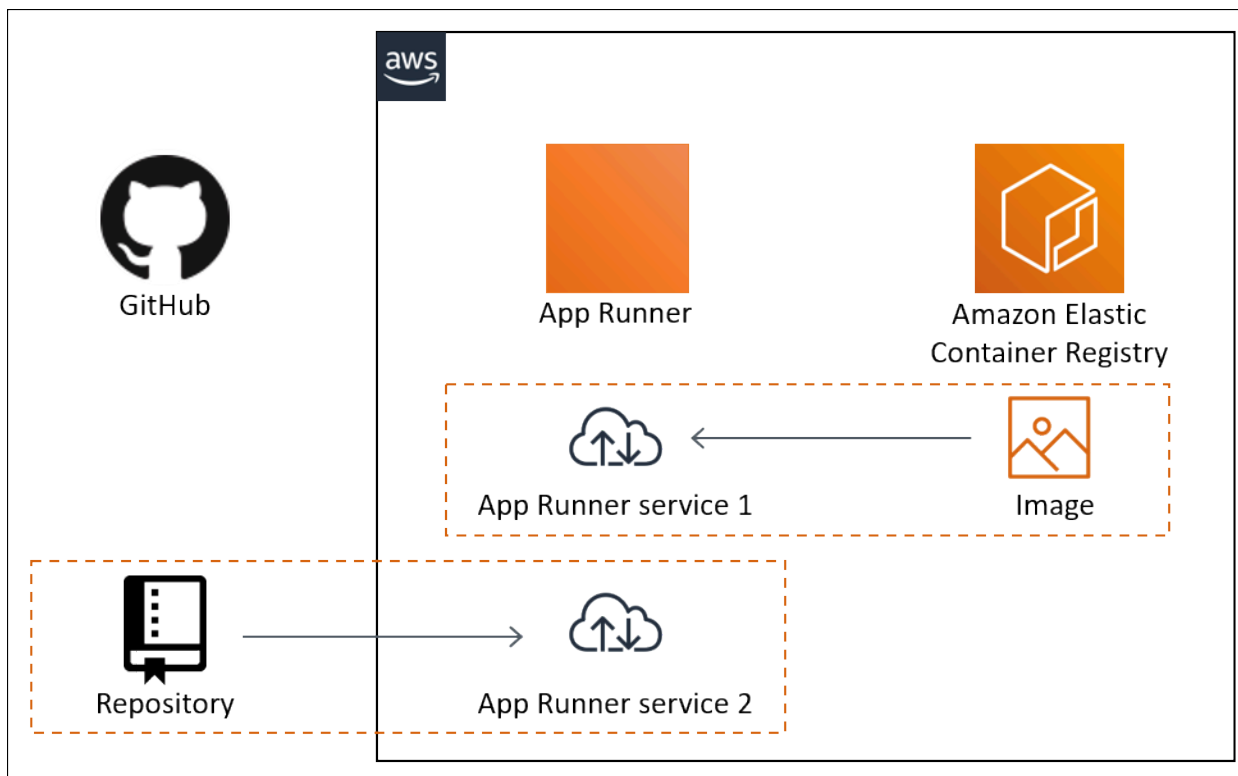 aws
GitHub
App Runner
Amazon Elastic
Container Registry
App Runner service 1
Image
Repository
App Runner service 2